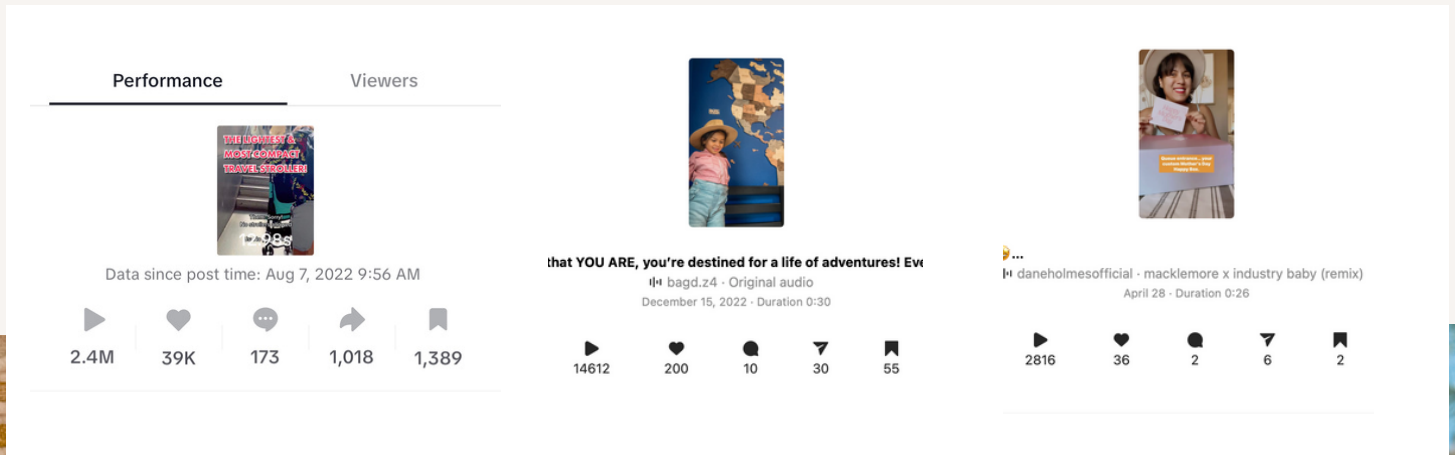 Performance
Viewers
THE LIGHTEST &
MOST COMPACT
TRAVEL STROLLER!
Data since post time: Aug 7, 2022 9:56 AM
2.4M
39K
173
1,018
1,389
that YOU ARE, you're destined for a life of adventures! Eve
bagd.z4 · Original audio
December 15, 2022 · Duration 0:30
14612
200
10
30
55
...
daneholmesofficial · macklemore x industry baby (remix)
April 28 · Duration 0:26
2816
36
2
6
2